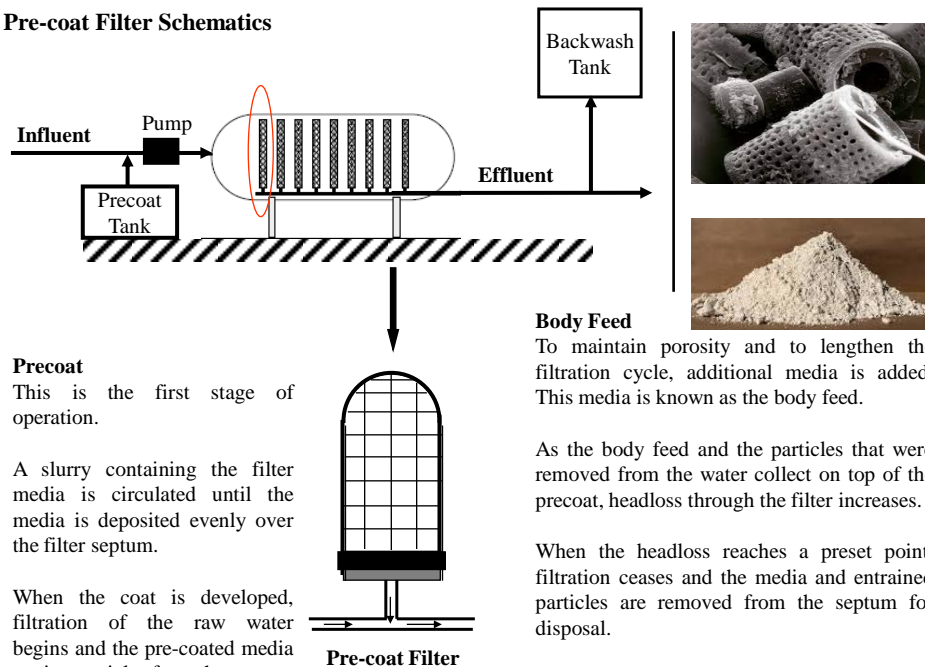 Pre-coat Filter Schematics
Backwash
Tank
Influent
Pump
Effluent
Precoat
Tank
Precoat
This is the first stage of
operation.
A slurry containing the filter
media is circulated until the
media is deposited evenly over
the filter septum.
When the coat is developed,
filtration of the raw water
begins and the pre-coated media
Pre-coat Filter
Body Feed
To maintain porosity and to lengthen th
filtration cycle, additional media is added
This media is known as the body feed.
As the body feed and the particles that were
removed from the water collect on top of th
precoat, headloss through the filter increases.
When the headloss reaches a preset point
filtration ceases and the media and entrained
particles are removed from the septum fo
disposal.